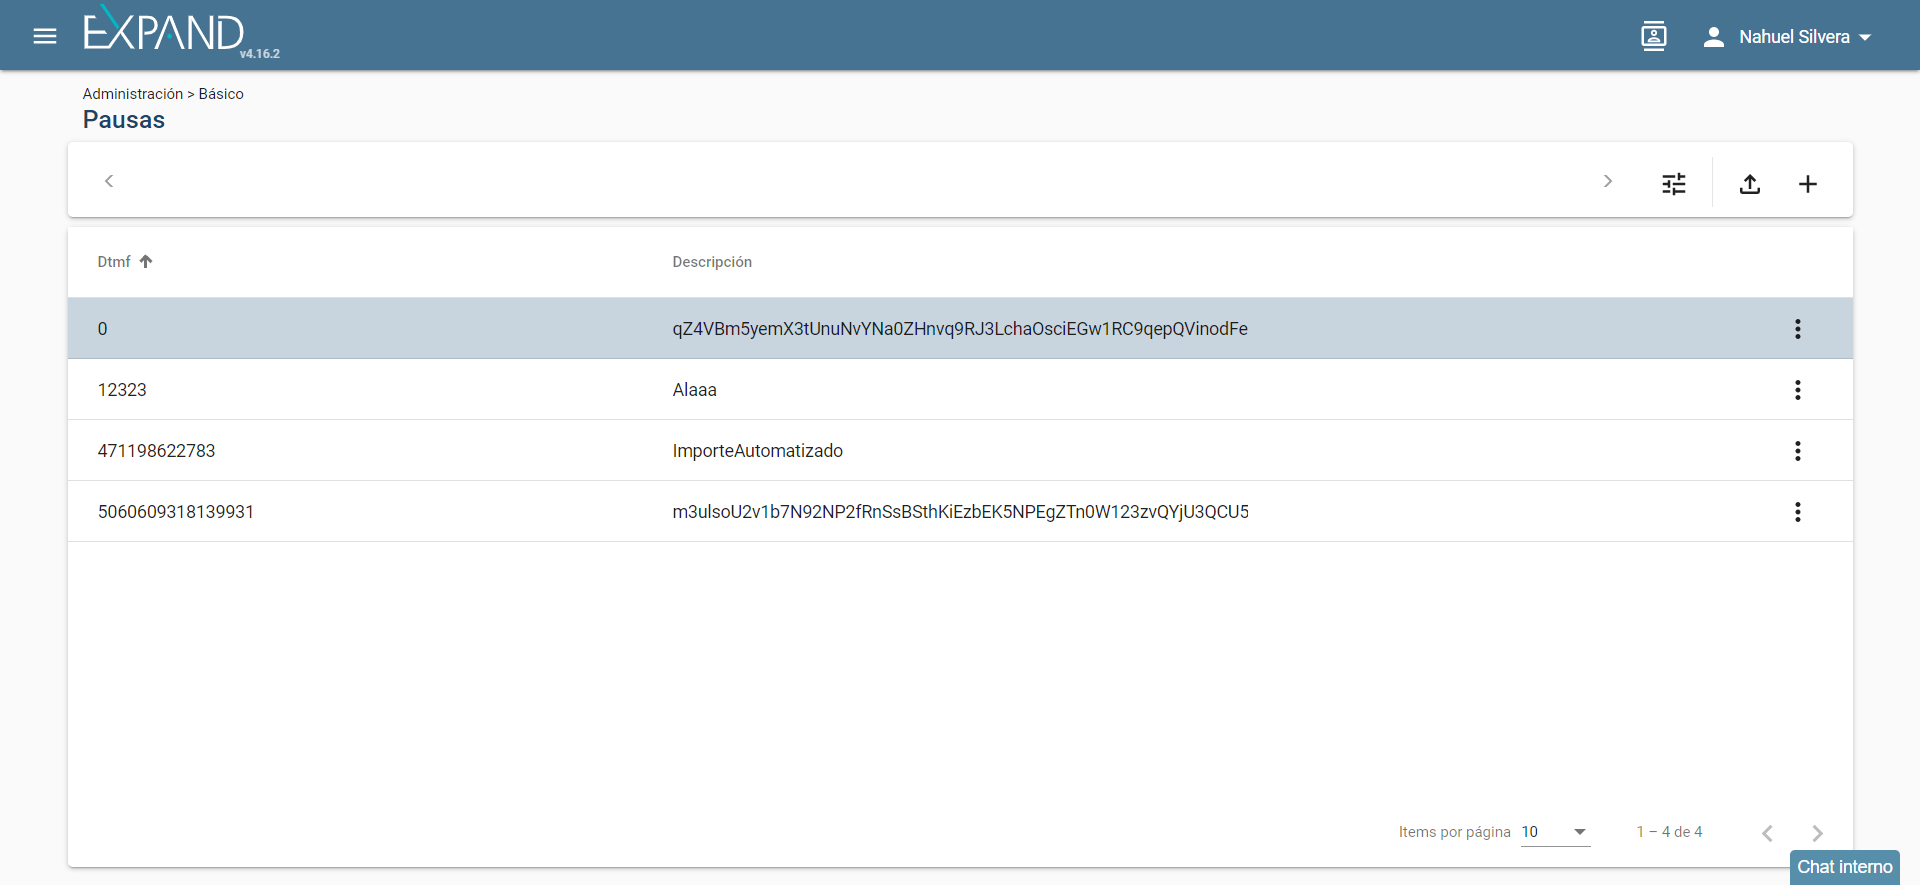 EXPAND
v4.16.2
Nahuel Silvera
Administración > Básico
Pausas
Dtmf Descripción
0 qZ4VBm5yemX3tUnuNvYNa0ZHnvq9RJ3LchaOsciEGw1RC9qepQVinodFe
12323 Alaaa
471198622783 ImporteAutomatizado
5060609318139931 m3ulsoU2v1b7N92NP2fRnSsBSthKiEzbEK5NPEgZTn0W123zvQYjU3QCU5
Items por página 10 1 – 4 de 4
Chat interno